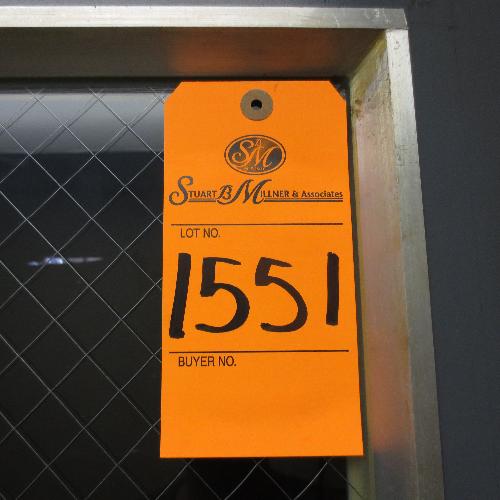 SM
STUART B MILLNER & Associates
LOT NO.
1551
BUYER NO.